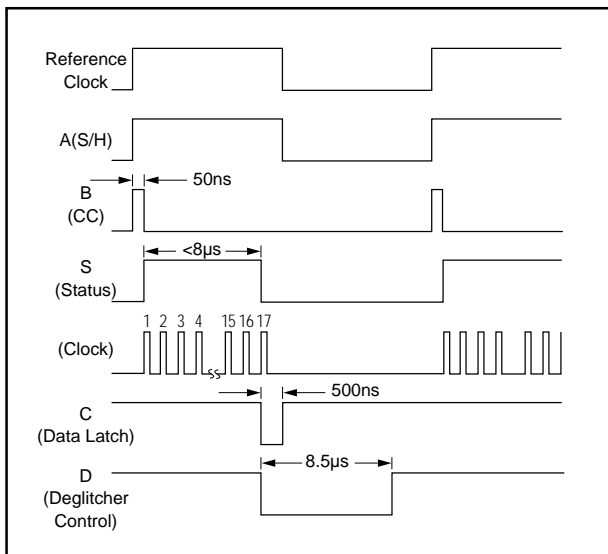 Reference
Clock
A(S/H)
50ns
B
(CC)
<8µs
S
(Status)
1 2 3 4 15 16 17
(Clock)
500ns
C
(Data Latch)
8.5µs
D
(Deglitcher
Control)